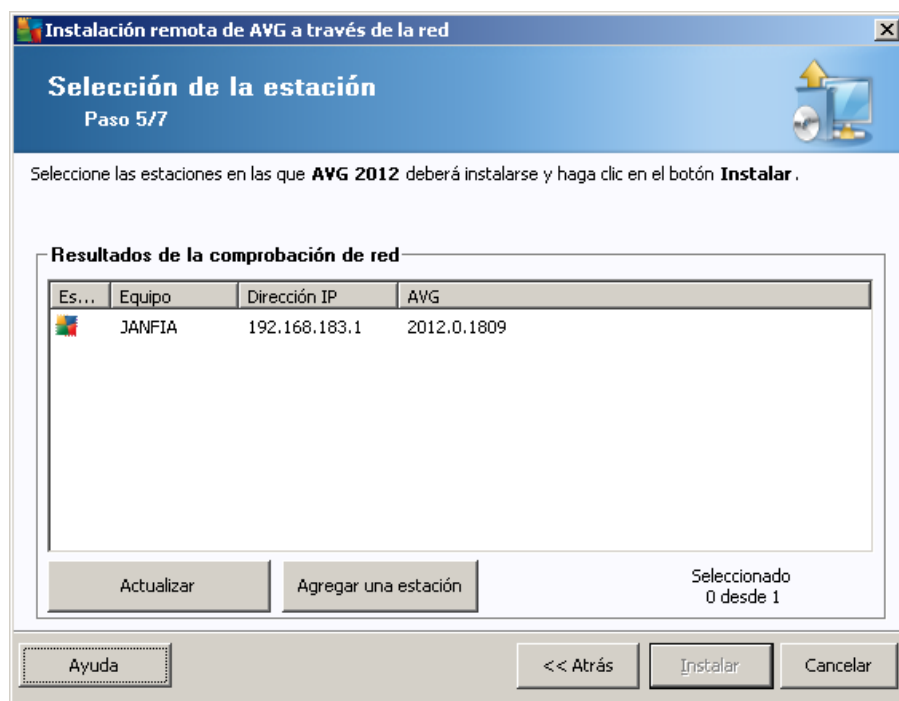 Instalación remota de AVG a través de la red
Selección de la estación
Paso 5/7
Seleccione las estaciones en las que AVG 2012 deberá instalarse y haga clic en el botón Instalar.
Resultados de la comprobación de red
Es... Equipo Dirección IP AVG
JANFIA 192.168.183.1 2012.0.1809
Actualizar Agregar una estación Seleccionado
0 desde 1
Ayuda << Atrás Instalar Cancelar